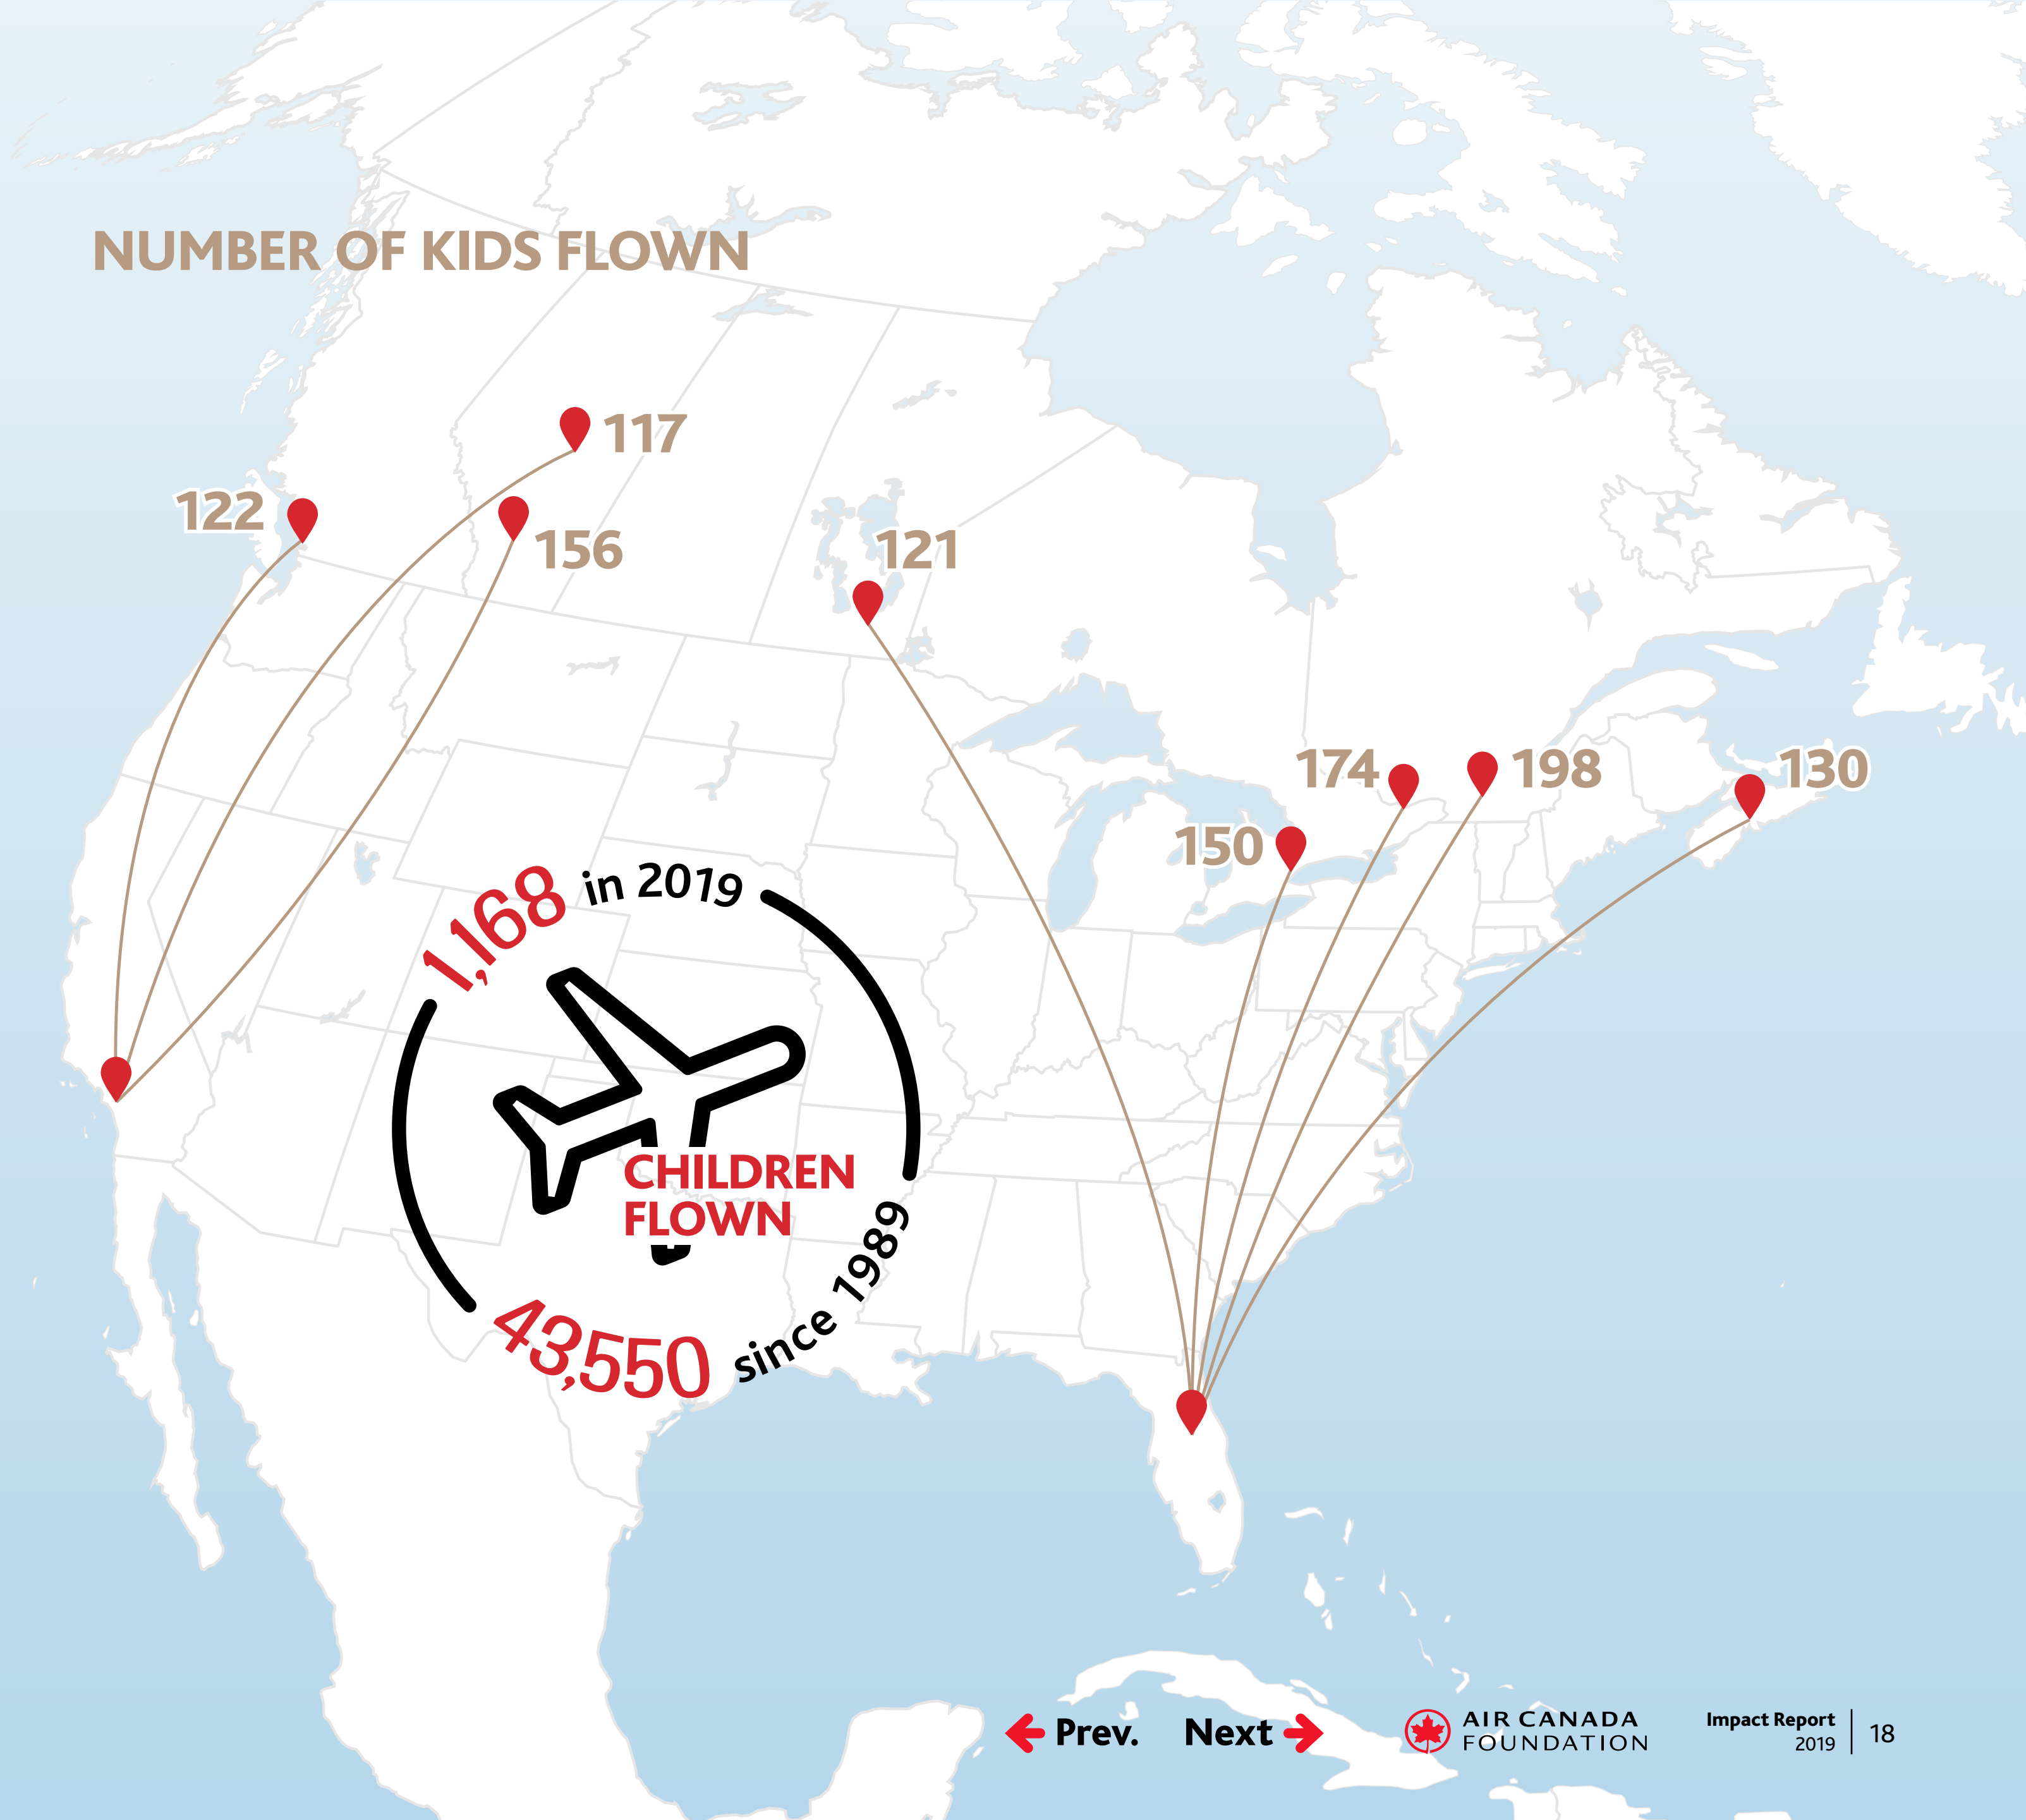 NUMBER OF KIDS FLOWN
117
122
156
121
174
198
130
150
1,168 in 2019
CHILDREN
FLOWN
43,550 since 1989
Prev.
Next
AIR CANADA
FOUNDATION
Impact Report
2019
18